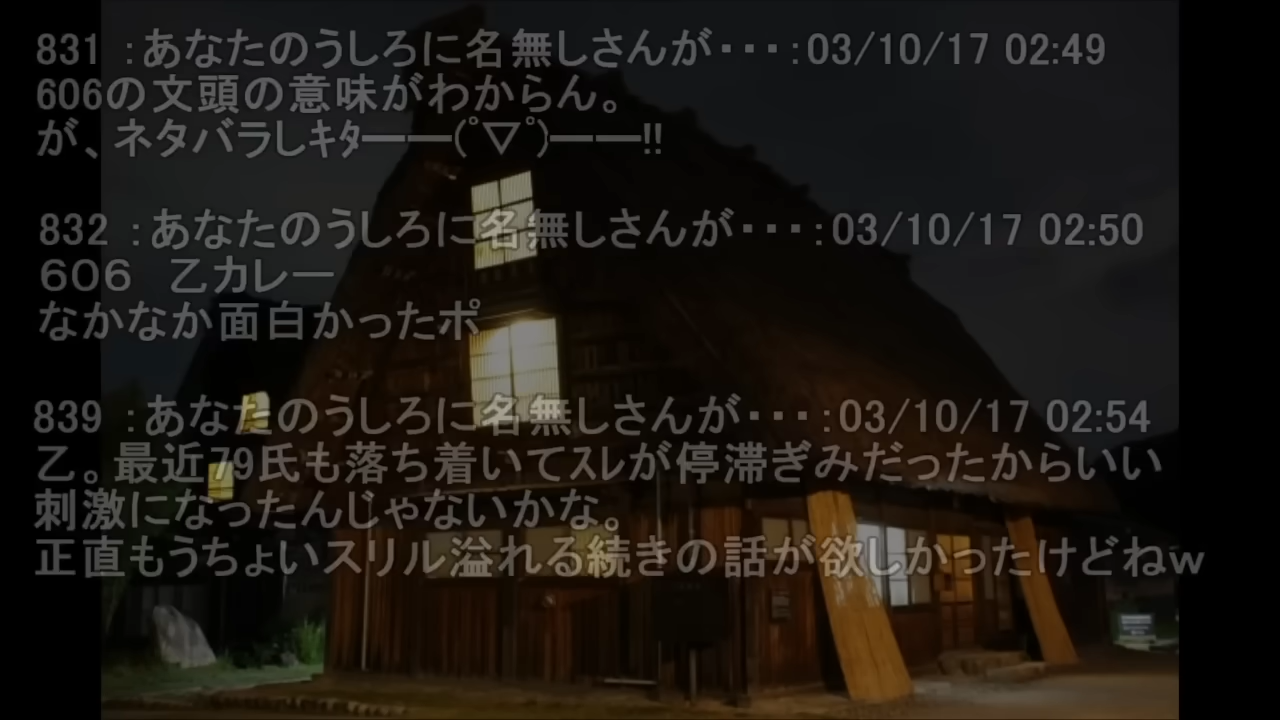 831 ：あなたのうしろに名無しさんが・・・：03/10/17 02:49
606の文頭の意味がわからん。
が、ネタバラしｷﾀ━━(ﾟ▽ﾟ)━━!!
832 ：あなたのうしろに名無しさんが・・・：03/10/17 02:50
６０６　乙カレー
なかなか面白かったポ
839 ：あなたのうしろに名無しさんが・・・：03/10/17 02:54
乙。最近79氏も落ち着いてｽﾚが停滞ぎみだったからいい
刺激になったんじゃないかな。
正直もうちょいスリル溢れる続きの話が欲しかったけどねｗ